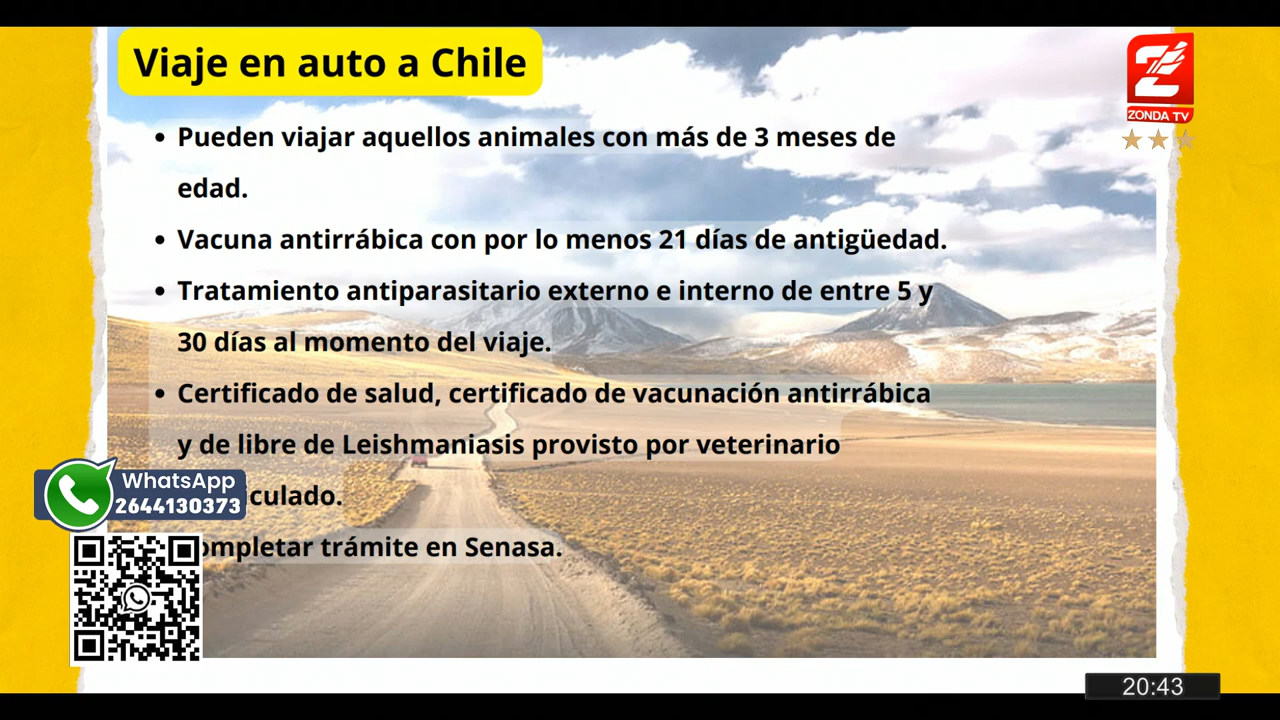 Viaje en auto a Chile
ZONDA TV
• Pueden viajar aquellos animales con más de 3 meses de
edad.
• Vacuna antirrábica con por lo menos 21 días de antigüedad.
• Tratamiento antiparasitario externo e interno de entre 5 y
30 días al momento del viaje.
• Certificado de salud, certificado de vacunación antirrábica
y de libre de Leishmaniasis provisto por veterinario
culado.
ompletar trámite en Senasa.
WhatsApp
2644130373
20:43